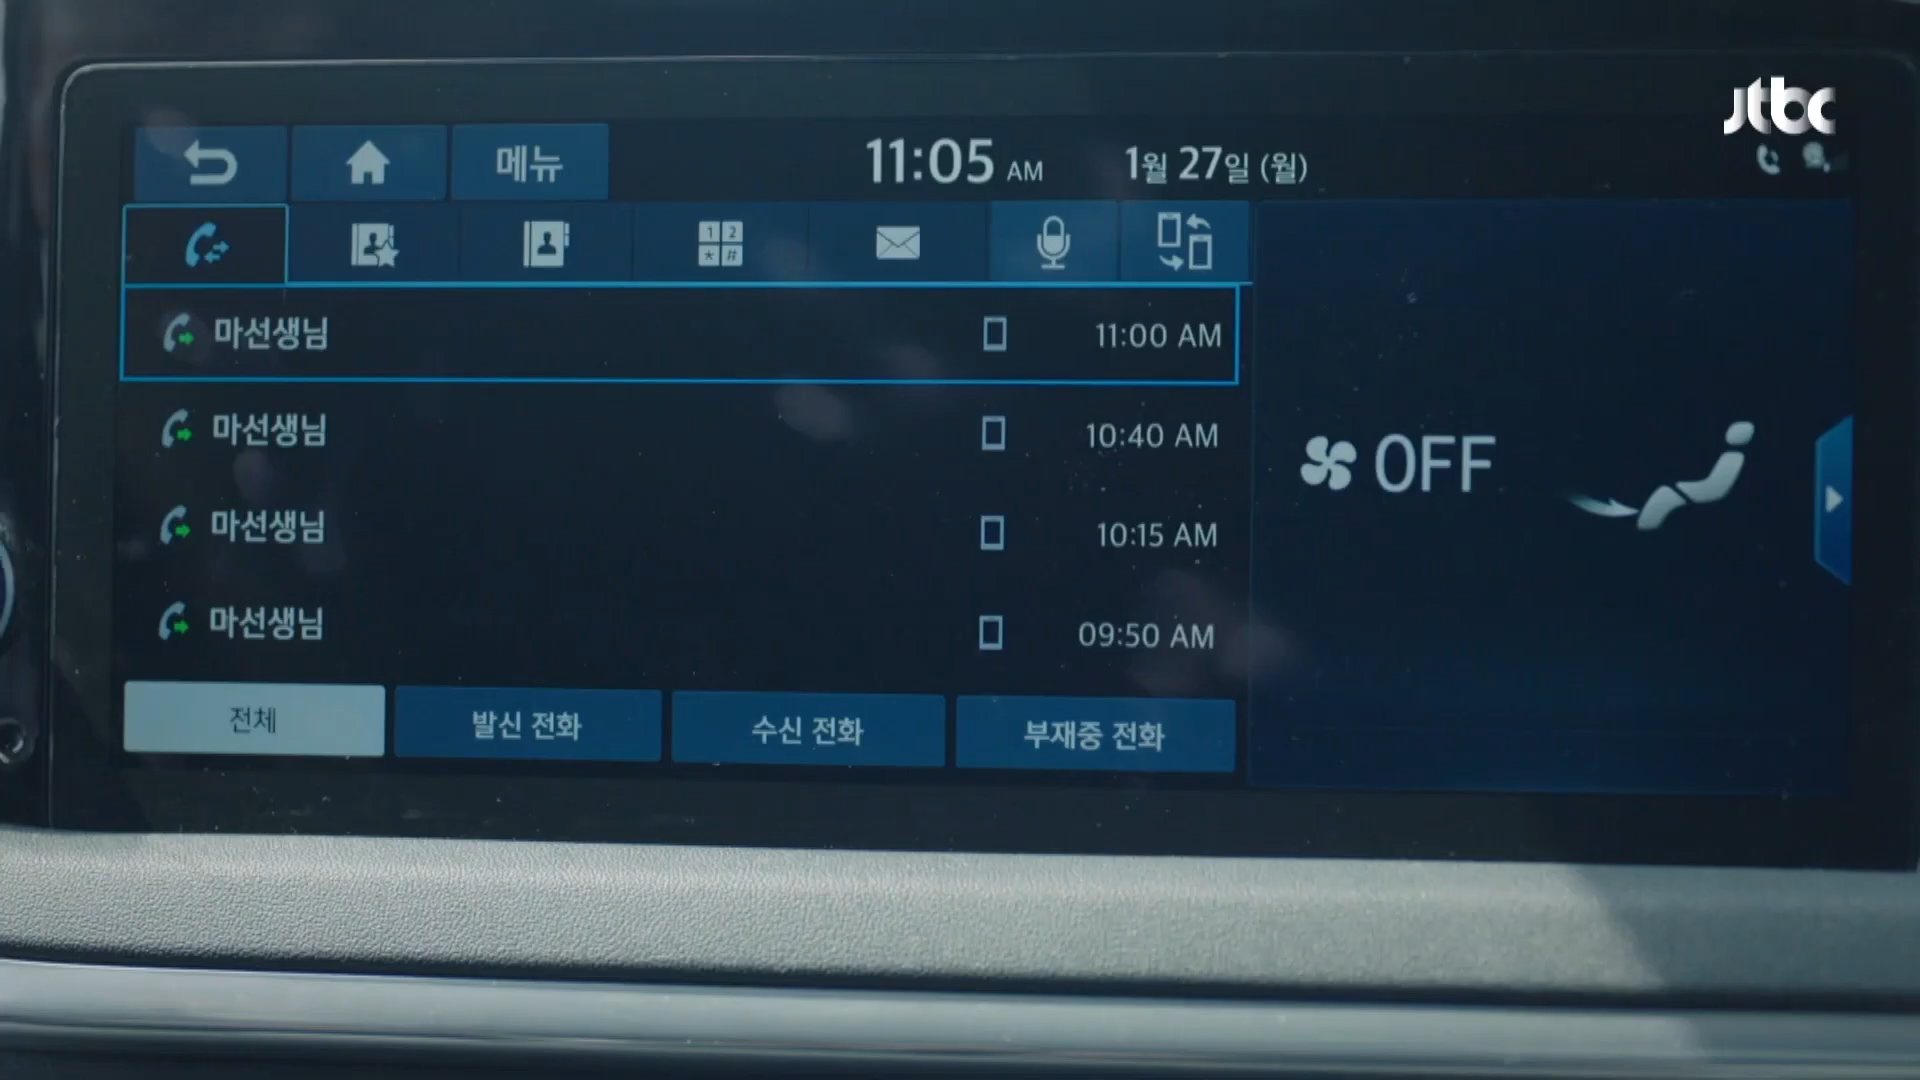 jtbc
메뉴
11:05 AM
1월 27일 (월)
1 2
* #
마선생님 11:00 AM
마선생님 10:40 AM
마선생님 10:15 AM
마선생님 09:50 AM
OFF
전체
발신 전화
수신 전화
부재중 전화